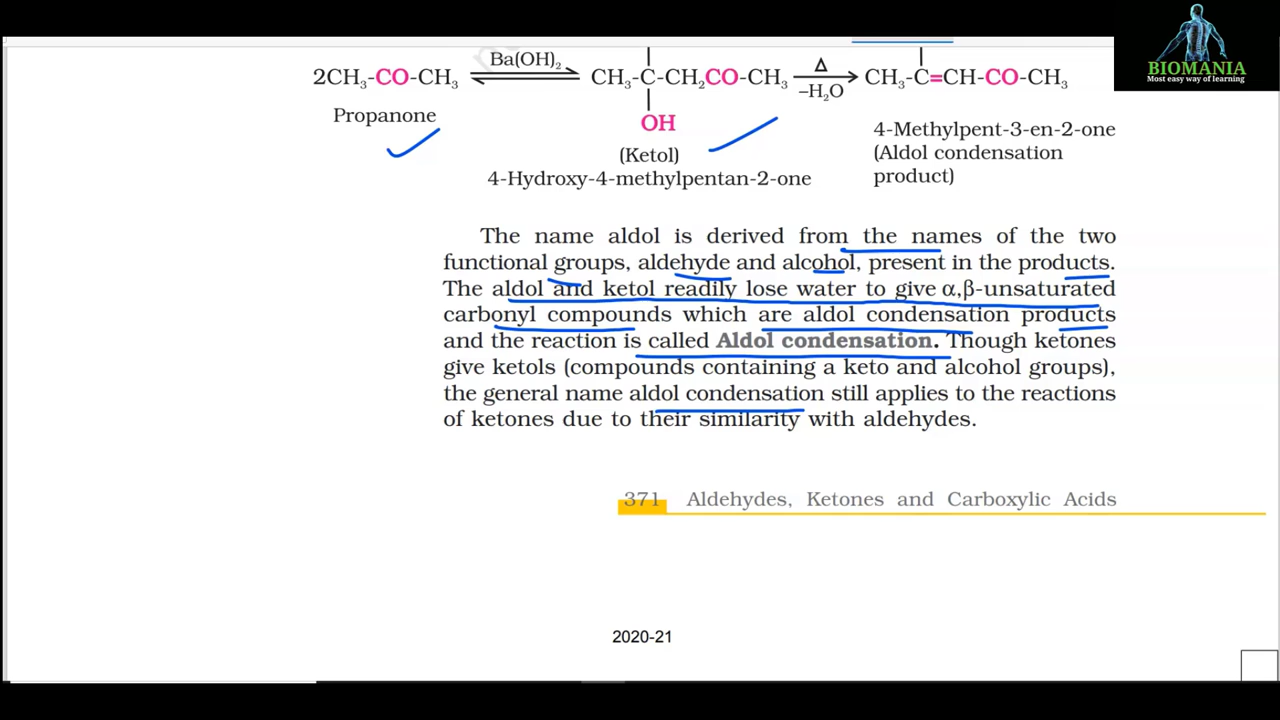 BIOMANIA
Most easy way of learning
2CH₃-CO-CH₃ Ba(OH)₂ CH₃-C-CH₂CO-CH₃ Δ –H₂O CH₃-C=CH-CO-CH₃
OH
Propanone
(Ketol)
4-Hydroxy-4-methylpentan-2-one
4-Methylpent-3-en-2-one
(Aldol condensation
product)
The name aldol is derived from the names of the two
functional groups, aldehyde and alcohol, present in the products.
The aldol and ketol readily lose water to give α,β-unsaturated
carbonyl compounds which are aldol condensation products
and the reaction is called Aldol condensation. Though ketones
give ketols (compounds containing a keto and alcohol groups),
the general name aldol condensation still applies to the reactions
of ketones due to their similarity with aldehydes.
371 Aldehydes, Ketones and Carboxylic Acids
2020-21